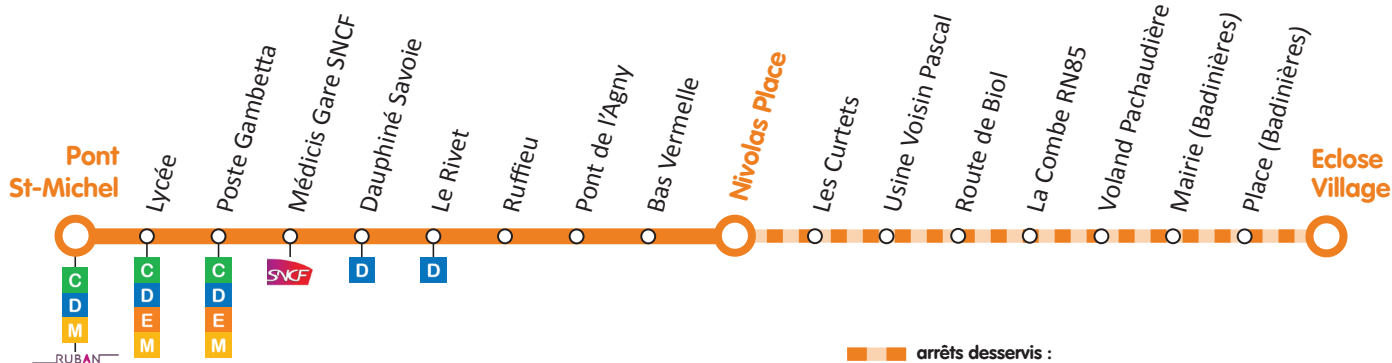 Pont
St-Michel
Lycée
Poste Gambetta
Médicis Gare SNCF
Dauphiné Savoie
Le Rivet
Ruffieu
Pont de l'Agny
Bas Vermelle
Nivolas Place
Les Curtets
Usine Voisin Pascal
Route de Biol
La Combe RN85
Voland Pachaudière
Mairie (Badinières)
Place (Badinières)
Eclose
Village
C
D
M
RUBAN
C
D
E
M
C
D
E
M
SNCF
D
D
arrêts desservis :